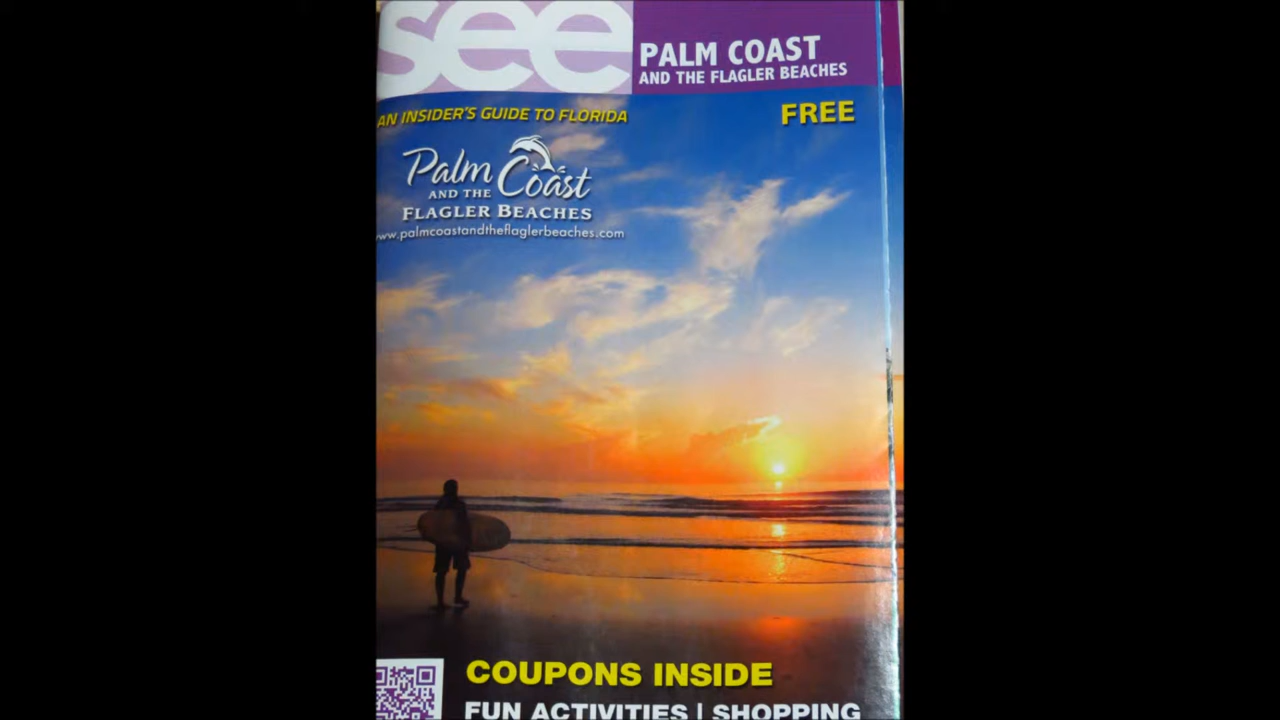 see
PALM COAST
AND THE FLAGLER BEACHES
AN INSIDER'S GUIDE TO FLORIDA
FREE
Palm Coast
AND THE
FLAGLER BEACHES
www.palmcoastandtheflaglerbeaches.com
COUPONS INSIDE
FUN ACTIVITIES | SHOPPING